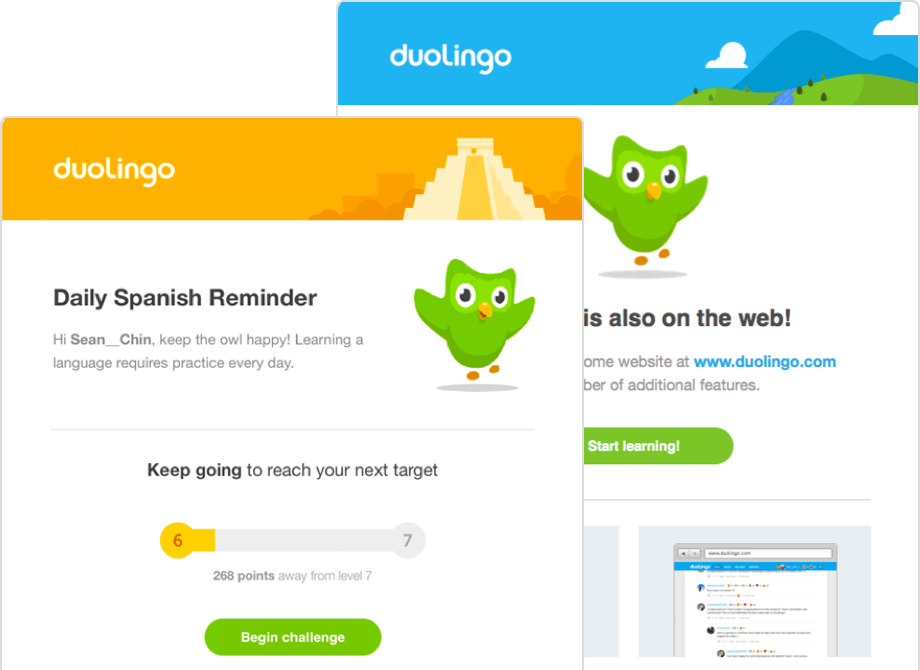 duolingo
duolingo
Daily Spanish Reminder
Hi Sean__Chin, keep the owl happy! Learning a
language requires practice every day.
Keep going to reach your next target
6
7
268 points away from level 7
Begin challenge
is also on the web!
ome website at www.duolingo.com
ber of additional features.
Start learning!
www.duolingo.com
duolingo